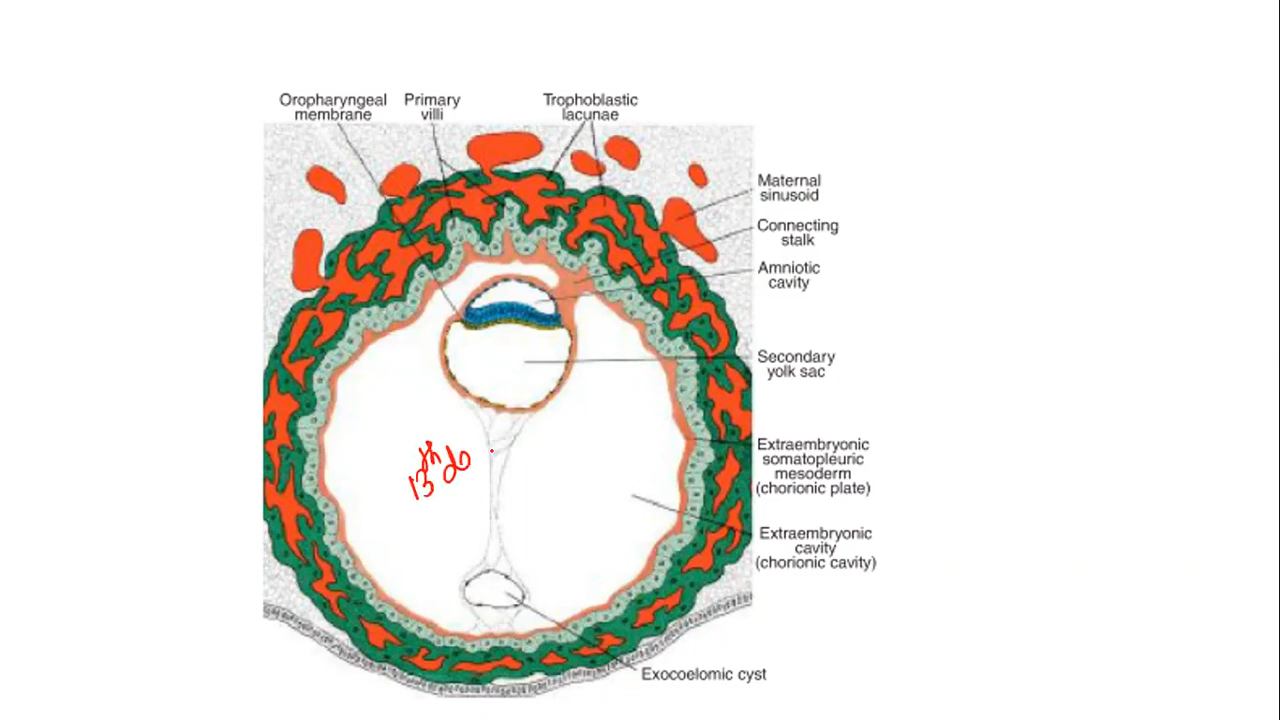 Oropharyngeal
membrane
Primary
villi
Trophoblastic
lacunae
Maternal
sinusoid
Connecting
stalk
Amniotic
cavity
Secondary
yolk sac
Extraembryonic
somatopleuric
mesoderm
(chorionic plate)
13th
Extraembryonic
cavity
(chorionic cavity)
Exocoelomic cyst